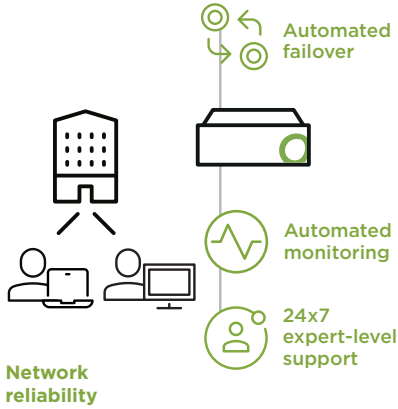 Automated
failover
Automated
monitoring
24x7
expert-level
support
Network
reliability